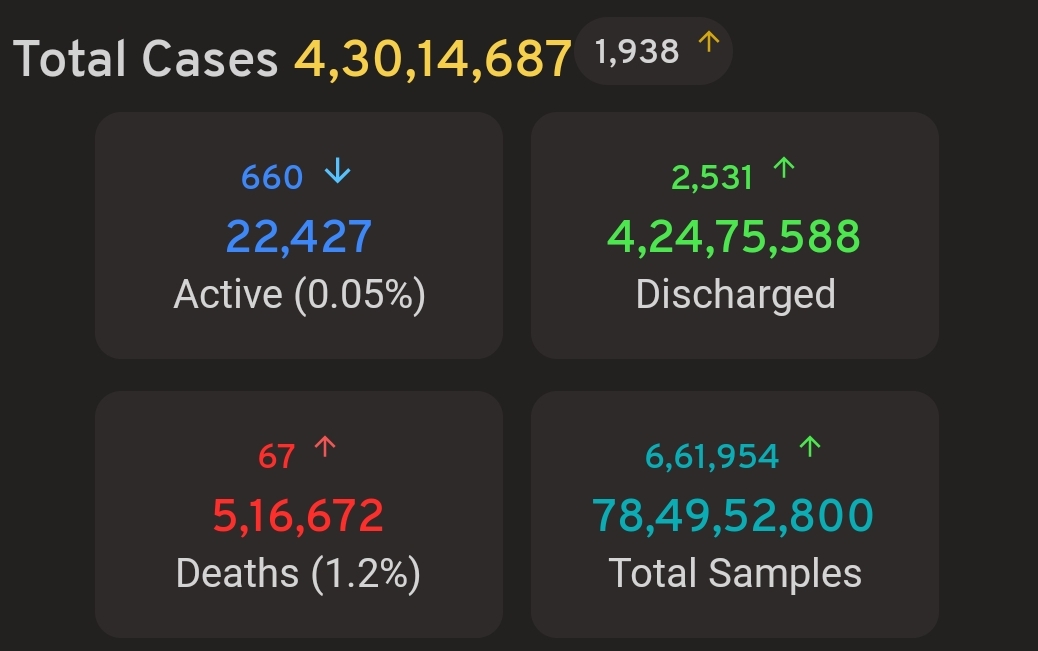 Total Cases 4,30,14,687 1,938 ↑
660 ↓
22,427
Active (0.05%)
2,531 ↑
4,24,75,588
Discharged
67 ↑
5,16,672
Deaths (1.2%)
6,61,954 ↑
78,49,52,800
Total Samples